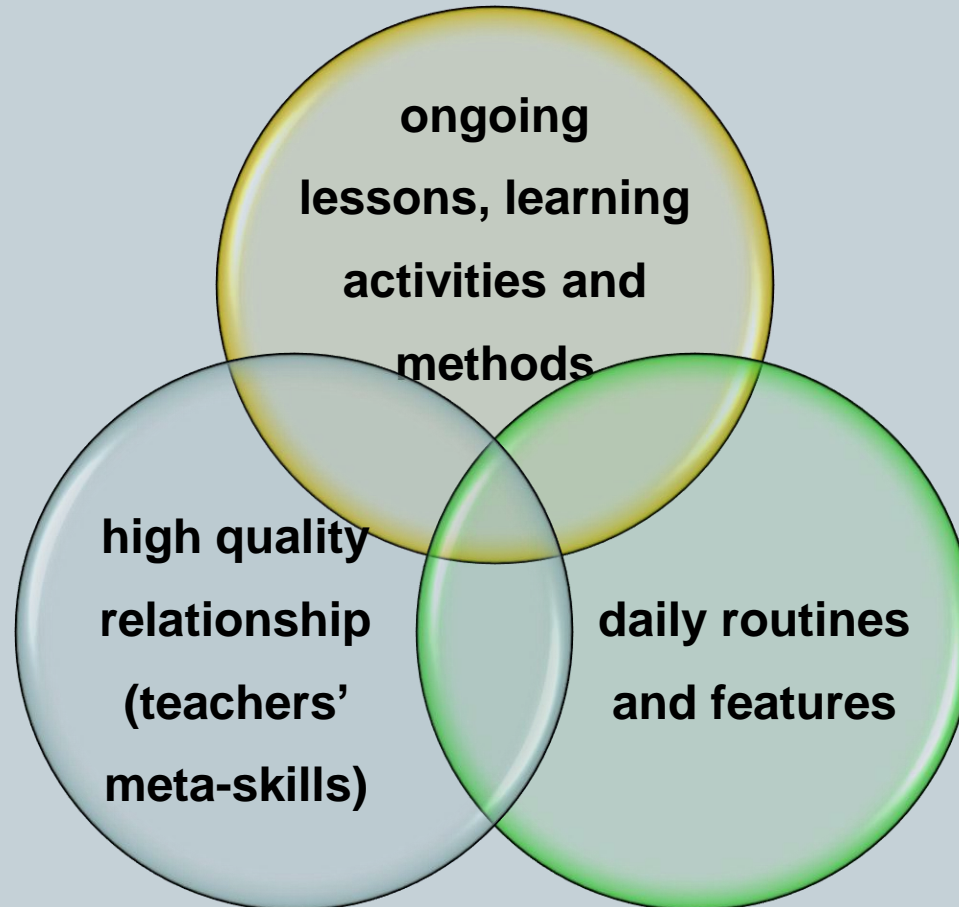 ongoing
lessons, learning
activities and
methods
high quality
relationship
(teachers’
meta-skills)
daily routines
and features